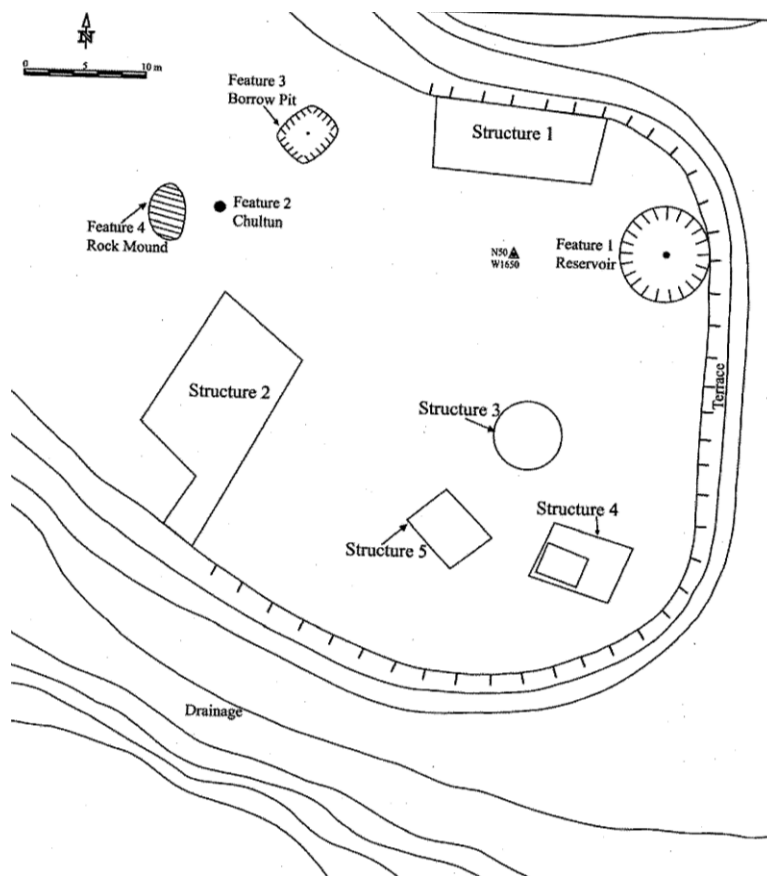 N
0 5 10 m
Feature 3
Borrow Pit
Structure 1
Feature 2
Chultun
Feature 4
Rock Mound
N50
W1650
Feature 1
Reservoir
Terrace
Structure 2
Structure 3
Structure 4
Structure 5
Drainage